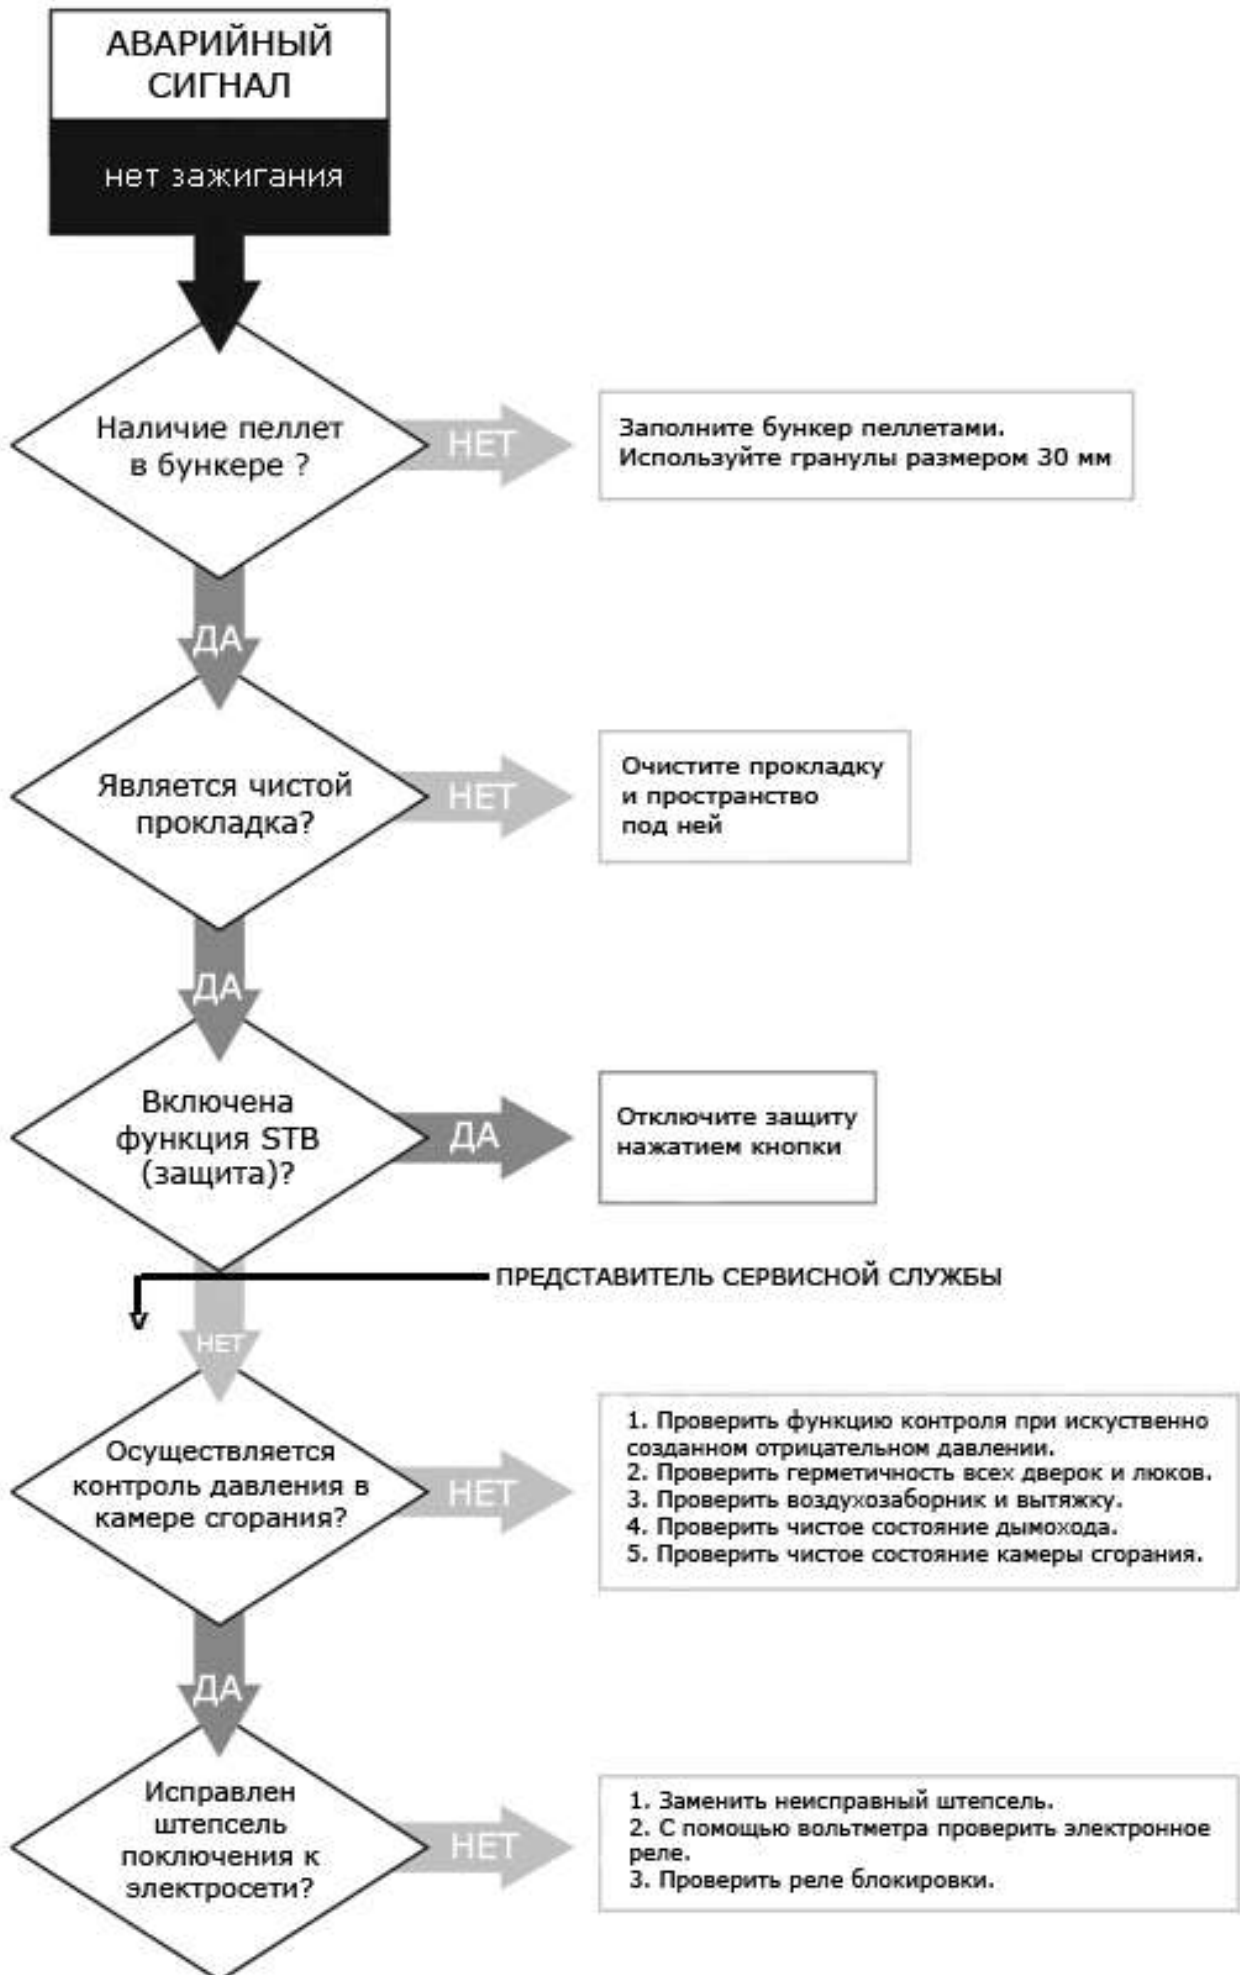 АВАРИЙНЫЙ
СИГНАЛ
нет зажигания
Наличие пеллет
в бункере ?
НЕТ
Заполните бункер пеллетами.
Используйте гранулы размером 30 мм
ДА
Является чистой
прокладка?
НЕТ
Очистите прокладку
и пространство
под ней
ДА
Включена
функция STB
(защита)?
ДА
Отключите защиту
нажатием кнопки
ПРЕДСТАВИТЕЛЬ СЕРВИСНОЙ СЛУЖБЫ
НЕТ
Осуществляется
контроль давления в
камере сгорания?
НЕТ
1. Проверить функцию контроля при искуственно
созданном отрицательном давлении.
2. Проверить герметичность всех дверок и люков.
3. Проверить воздухозаборник и вытяжку.
4. Проверить чистое состояние дымохода.
5. Проверить чистое состояние камеры сгорания.
ДА
Исправлен
штепсель
поключения к
электросети?
НЕТ
1. Заменить неисправный штепсель.
2. С помощью вольтметра проверить электронное
реле.
3. Проверить реле блокировки.